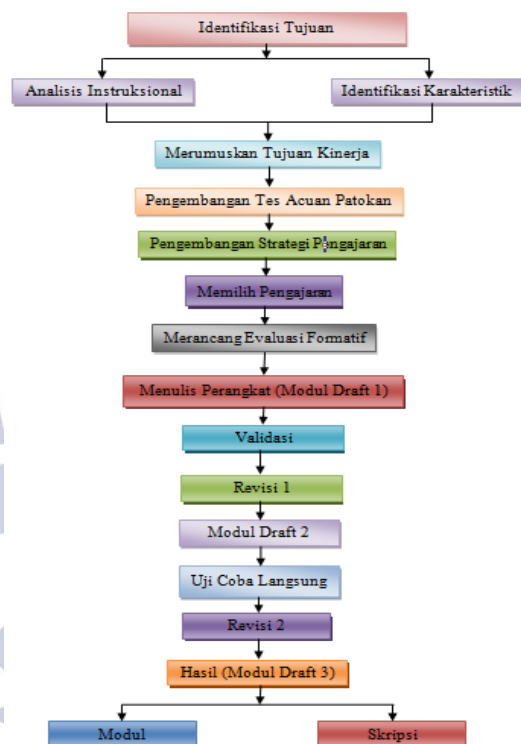 Identifikasi Tujuan
Analisis Instruksional
Identifikasi Karakteristik
Merumuskan Tujuan Kinerja
Pengembangan Tes Acuan Patokan
Pengembangan Strategi Pengajaran
Memilih Pengajaran
Merancang Evaluasi Formatif
Menulis Perangkat (Modul Draft 1)
Validasi
Revisi 1
Modul Draft 2
Uji Coba Langsung
Revisi 2
Hasil (Modul Draft 3)
Modul
Skripsi